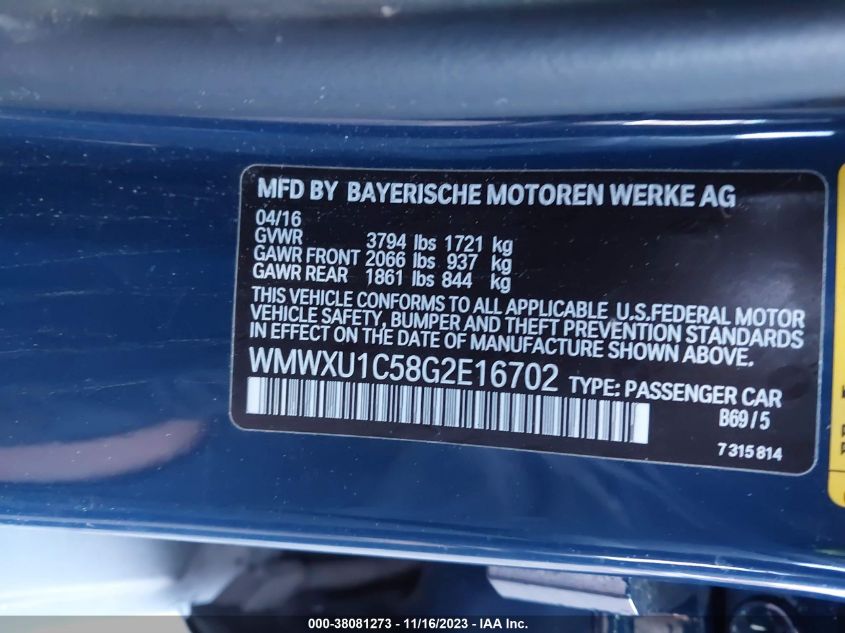 MFD BY BAYERISCHE MOTOREN WERKE AG
04/16
GVWR 3794 lbs 1721 kg
GAWR FRONT 2066 lbs 937 kg
GAWR REAR 1861 lbs 844 kg
THIS VEHICLE CONFORMS TO ALL APPLICABLE U.S.FEDERAL MOTOR
VEHICLE SAFETY, BUMPER AND THEFT PREVENTION STANDARDS
IN EFFECT ON THE DATE OF MANUFACTURE SHOWN ABOVE.
WMWXU1C58G2E16702 TYPE: PASSENGER CAR
B69/5
7 315 814
000-38081273 - 11/16/2023 - IAA Inc.